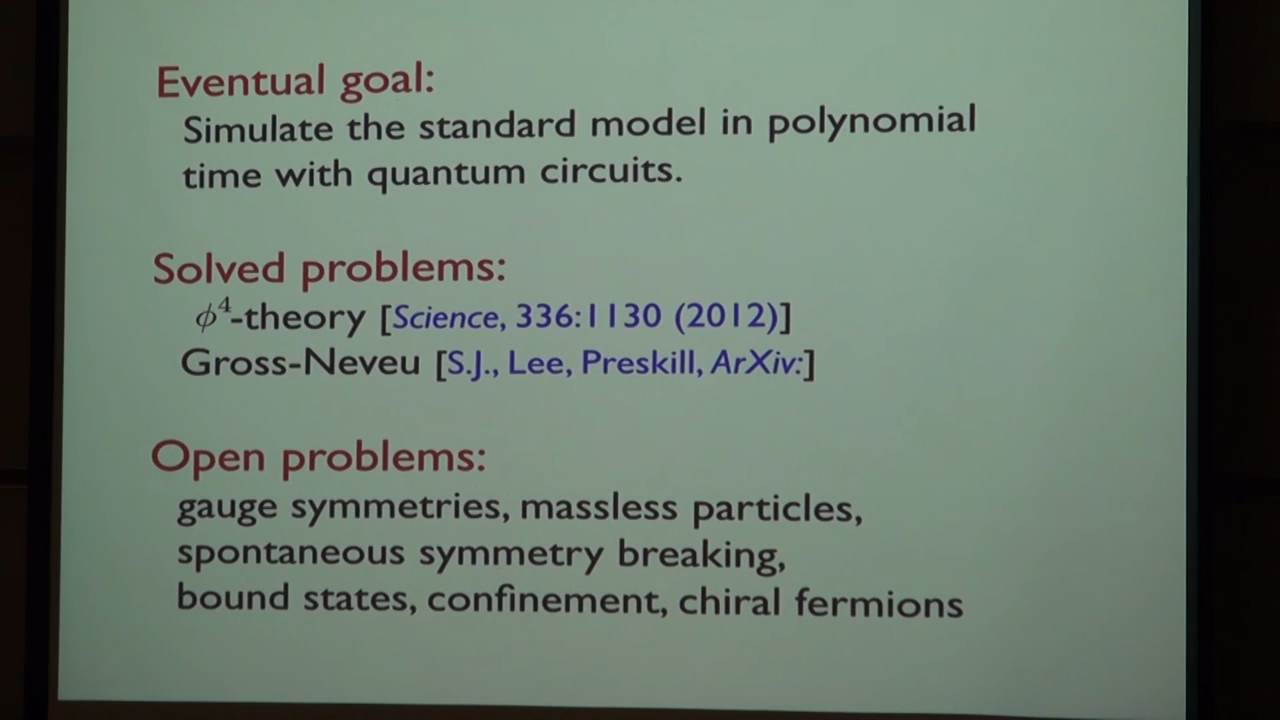 Eventual goal:
Simulate the standard model in polynomial
time with quantum circuits.
Solved problems:
ϕ⁴-theory [Science, 336:1130 (2012)]
Gross-Neveu [S.J., Lee, Preskill, ArXiv:]
Open problems:
gauge symmetries, massless particles,
spontaneous symmetry breaking,
bound states, confinement, chiral fermions